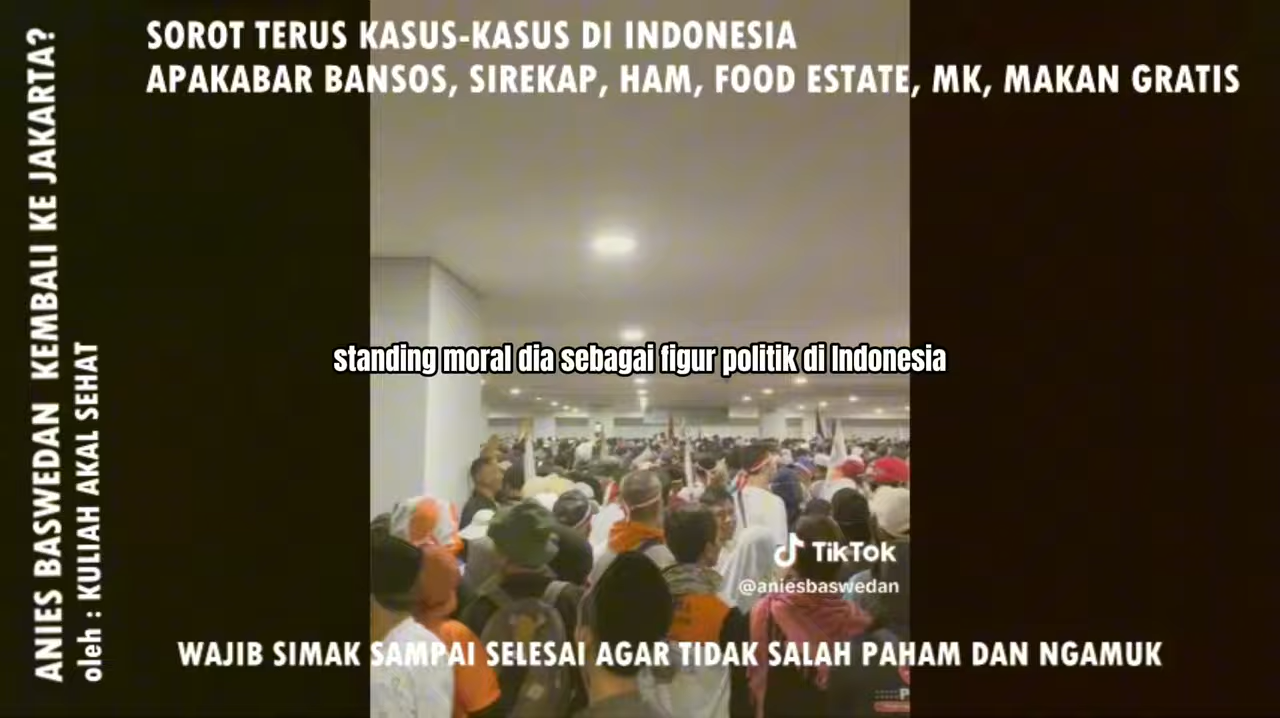 SOROT TERUS KASUS-KASUS DI INDONESIA
APAKABAR BANSOS, SIREKAP, HAM, FOOD ESTATE, MK, MAKAN GRATIS
ANIES BASWEDAN KEMBALI KE JAKARTA?
oleh : KULIAH AKAL SEHAT
standing moral dia sebagai figur politik di Indonesia
TikTok
@aniesbaswedan
WAJIB SIMAK SAMPAI SELESAI AGAR TIDAK SALAH PAHAM DAN NGAMUK